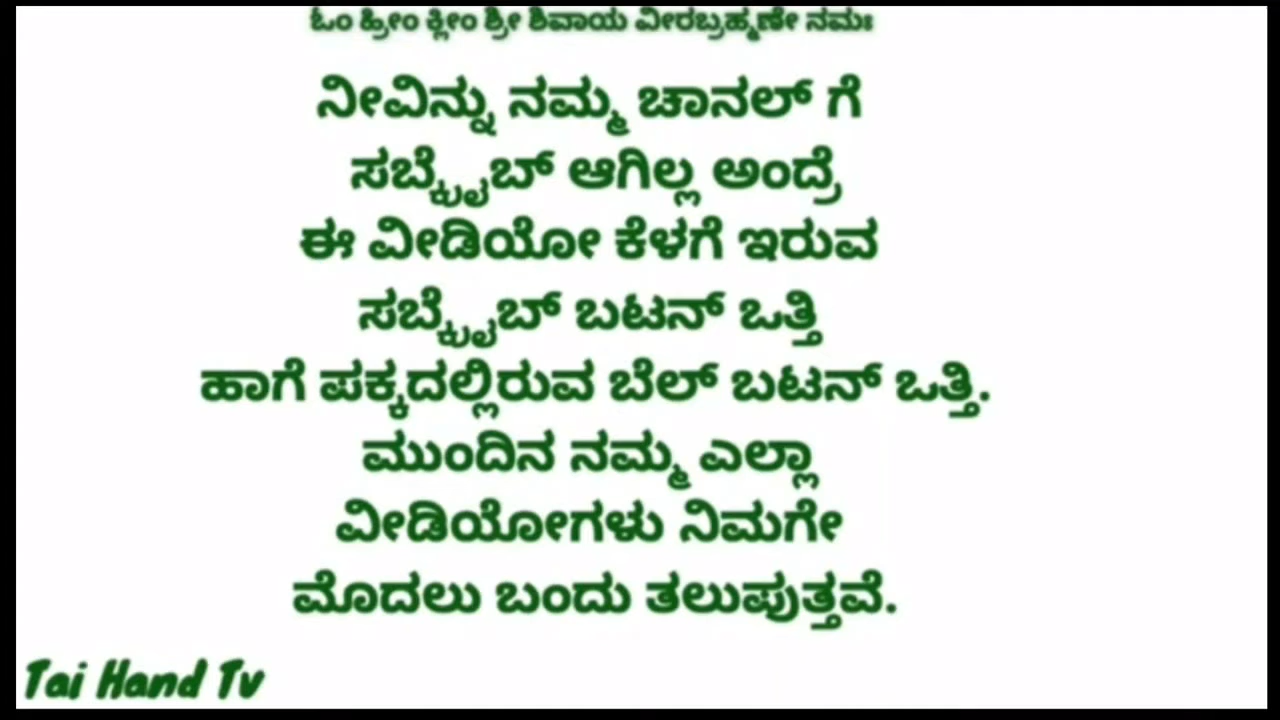 ಓಂ ಹ್ರೀಂ ಕ್ಲೀಂ ಶ್ರೀ ಶಿವಾಯ ವೀರಬ್ರಹ್ಮಣೇ ನಮಃ
ನೀವಿನ್ನು ನಮ್ಮ ಚಾನಲ್ ಗೆ
ಸಬ್ಕ್ರೈಬ್ ಆಗಿಲ್ಲ ಅಂದ್ರೆ
ಈ ವೀಡಿಯೋ ಕೆಳಗೆ ಇರುವ
ಸಬ್ಕ್ರೈಬ್ ಬಟನ್ ಒತ್ತಿ
ಹಾಗೆ ಪಕ್ಕದಲ್ಲಿರುವ ಬೆಲ್ ಬಟನ್ ಒತ್ತಿ.
ಮುಂದಿನ ನಮ್ಮ ಎಲ್ಲಾ
ವೀಡಿಯೋಗಳು ನಿಮಗೇ
ಮೊದಲು ಬಂದು ತಲುಪುತ್ತವೆ.
Tai Hand Tv